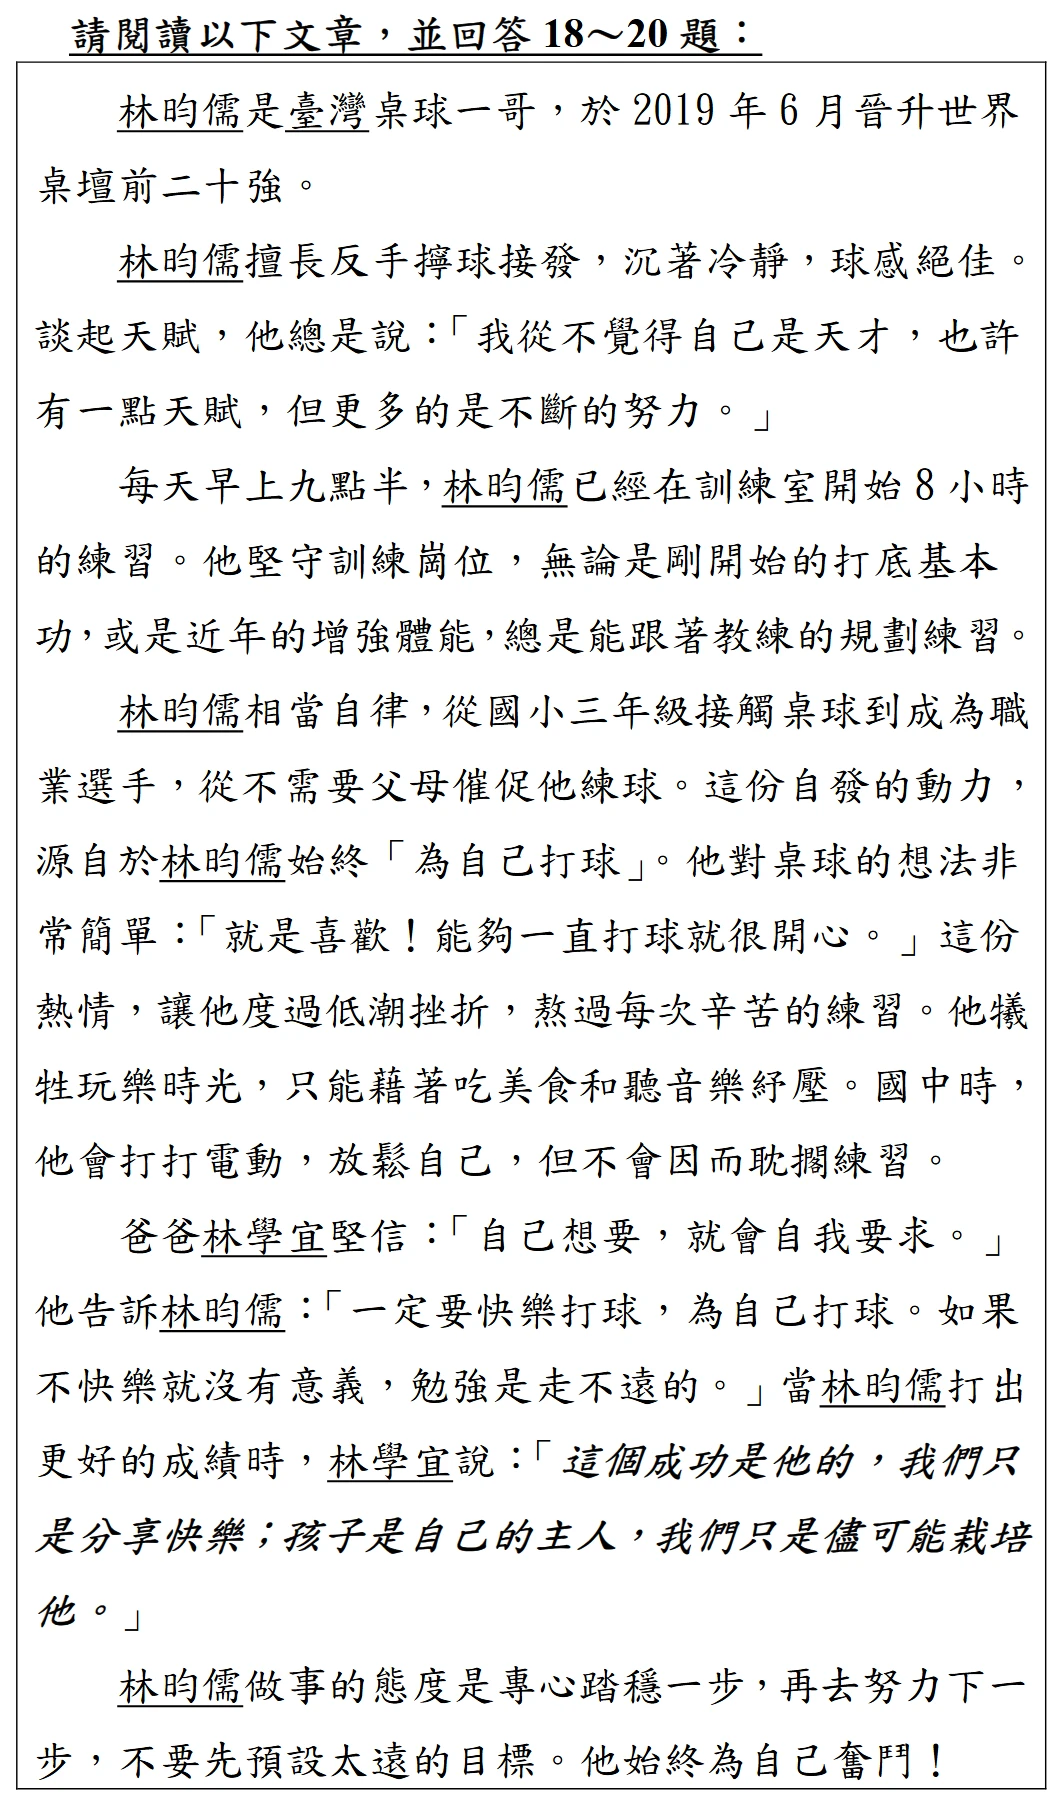 請閱讀以下文章，並回答 18～20 題：
林昀儒是臺灣桌球一哥，於 2019 年 6 月晉升世界
桌壇前二十強。
林昀儒擅長反手擰球接發，沉著冷靜，球感絕佳。
談起天賦，他總是說：「我從不覺得自己是天才，也許
有一點天賦，但更多的是不斷的努力。」
每天早上九點半，林昀儒已經在訓練室開始 8 小時
的練習。他堅守訓練崗位，無論是剛開始的打底基本
功，或是近年的增強體能，總是能跟著教練的規劃練習。
林昀儒相當自律，從國小三年級接觸桌球到成為職
業選手，從不需要父母催促他練球。這份自發的動力，
源自於林昀儒始終「為自己打球」。他對桌球的想法非
常簡單：「就是喜歡！能夠一直打球就很開心。」這份
熱情，讓他度過低潮挫折，熬過每次辛苦的練習。他犧
牲玩樂時光，只能藉著吃美食和聽音樂紓壓。國中時，
他會打打電動，放鬆自己，但不會因而耽擱練習。
爸爸林學宜堅信：「自己想要，就會自我要求。」
他告訴林昀儒：「一定要快樂打球，為自己打球。如果
不快樂就沒有意義，勉強是走不遠的。」當林昀儒打出
更好的成績時，林學宜說：「這個成功是他的，我們只
是分享快樂；孩子是自己的主人，我們只是儘可能栽培
他。」
林昀儒做事的態度是專心踏穩一步，再去努力下一
步，不要先預設太遠的目標。他始終為自己奮鬥！